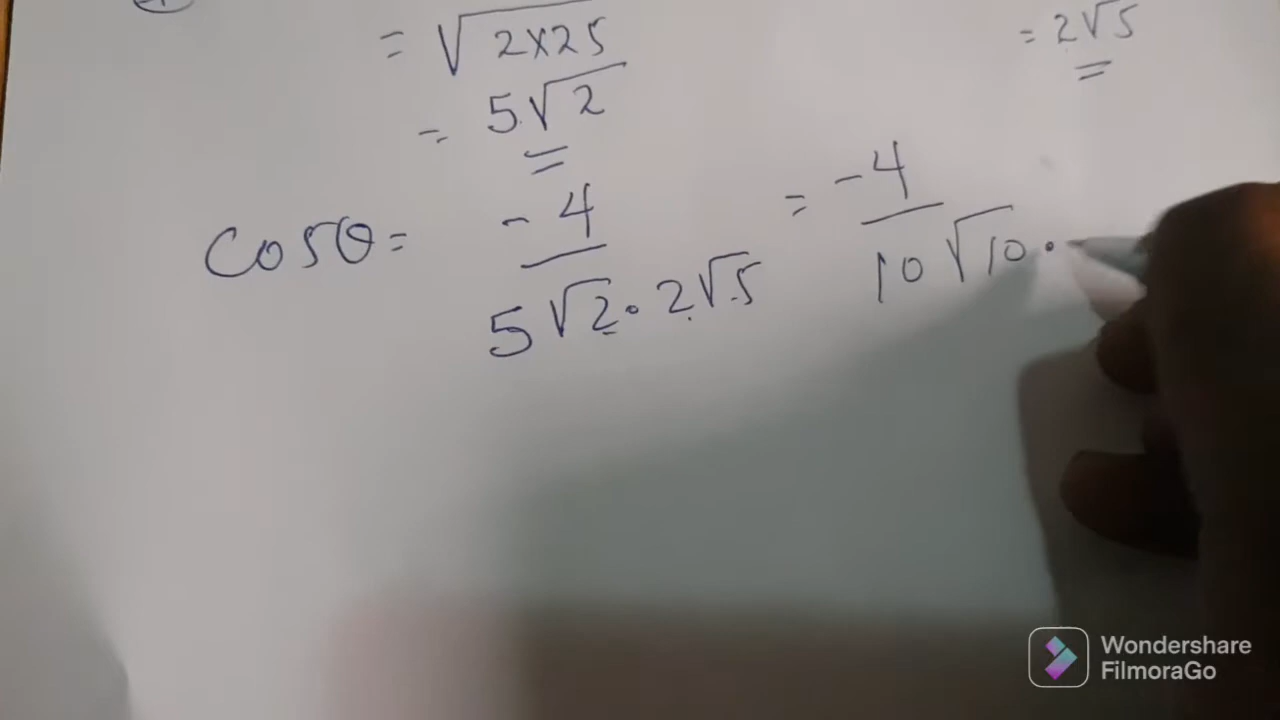 = √2×25
= 2√5
= 5√2
cosθ = -4 / 5√2 · 2√5 = -4 / 10√10 ·
Wondershare
FilmoraGo